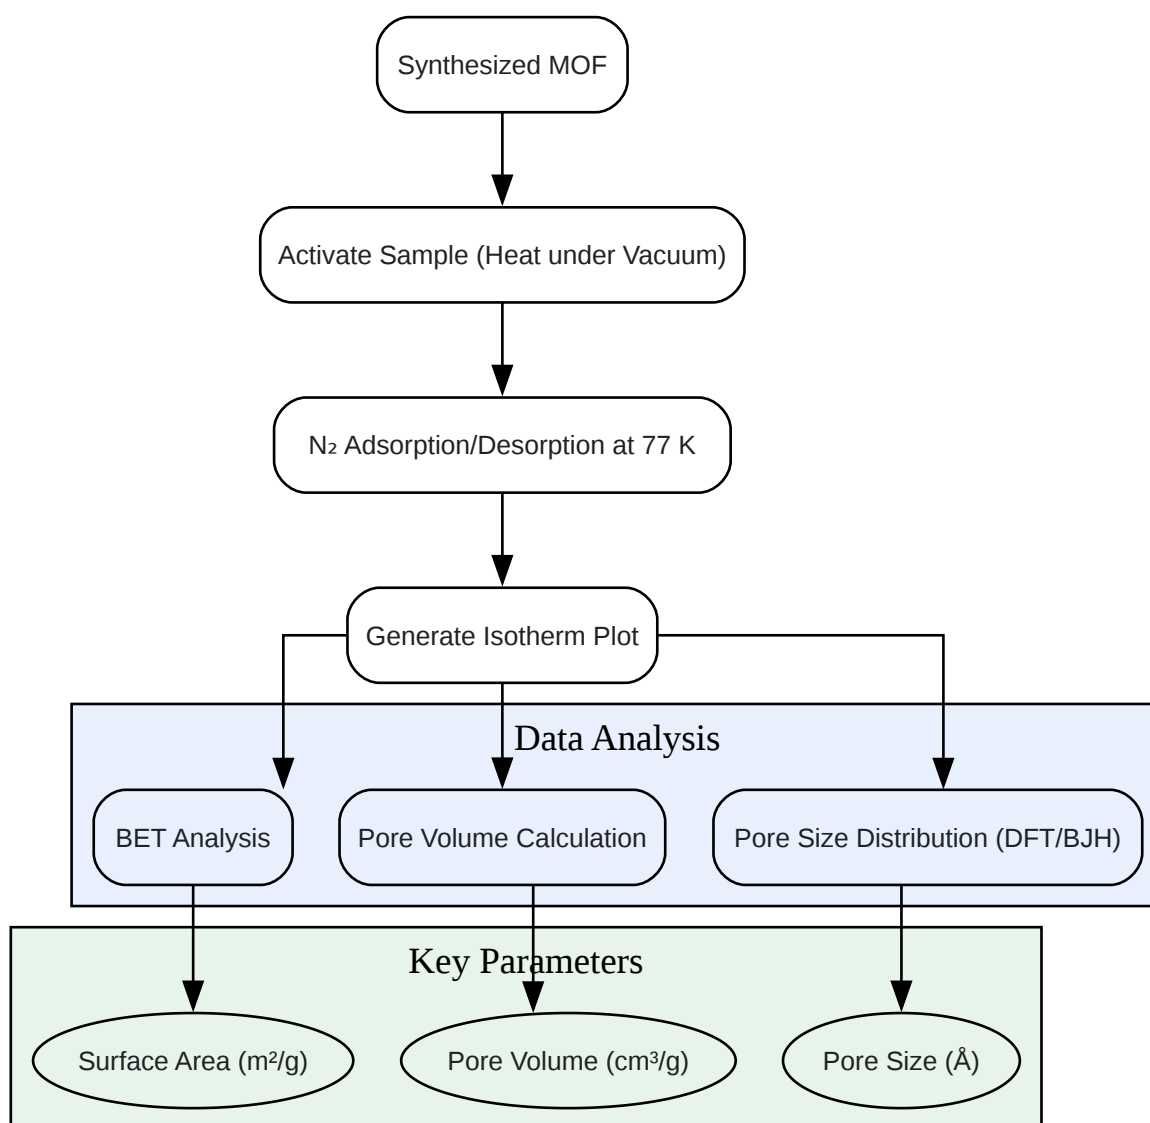 Synthesized MOF
Activate Sample (Heat under Vacuum)
N₂ Adsorption/Desorption at 77 K
Generate Isotherm Plot
Data Analysis
BET Analysis
Pore Volume Calculation
Pore Size Distribution (DFT/BJH)
Key Parameters
Surface Area (m²/g)
Pore Volume (cm³/g)
Pore Size (Å)